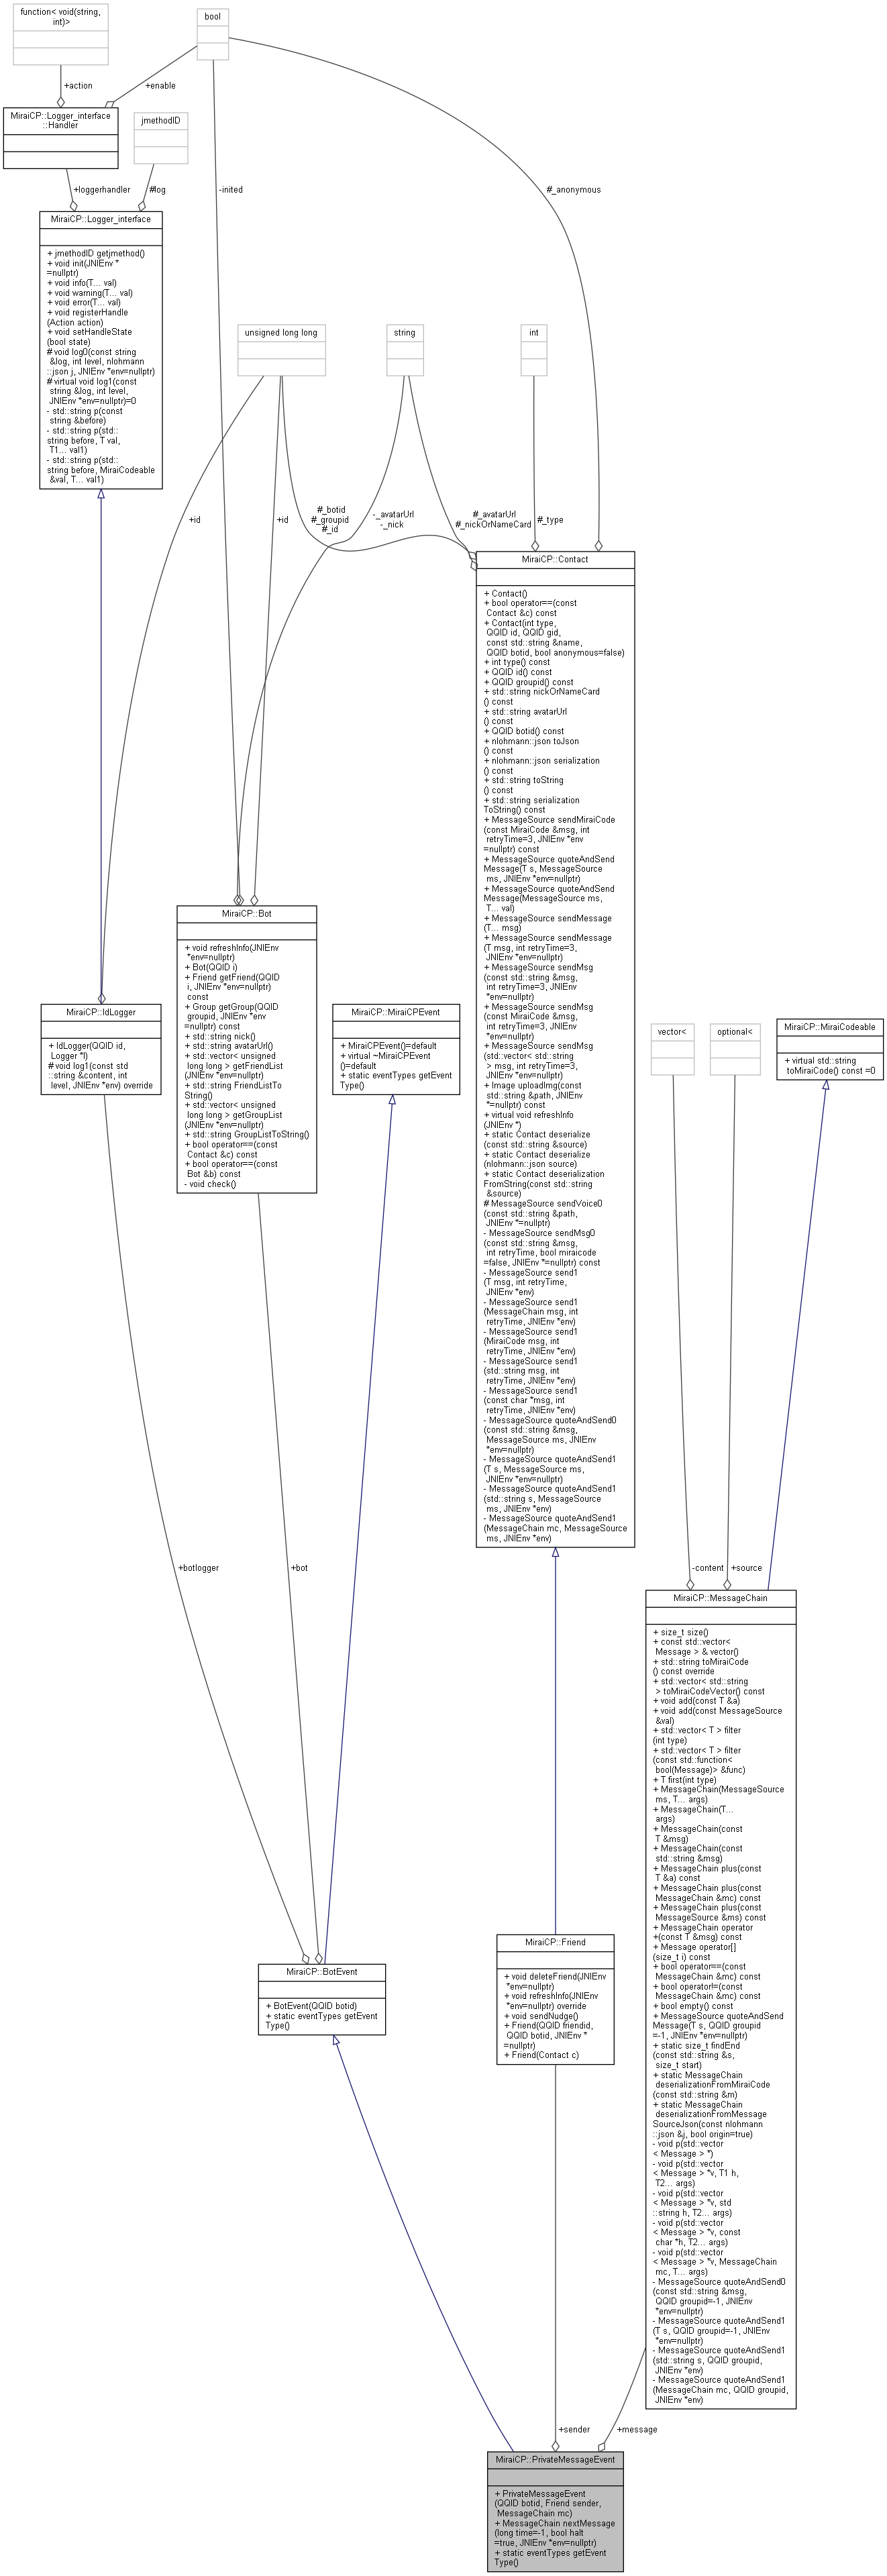 function< void(string,
int)>
bool
+action
+enable
MiraiCP::Logger_interface
::Handler
jmethodID
+loggerhandler
#log
-inited
#_anonymous
MiraiCP::Logger_interface
+ jmethodID getjmethod()
+ void init(JNIEnv *
=nullptr)
+ void info(T... val)
+ void warning(T... val)
+ void error(T... val)
+ void registerHandle
(Action action)
+ void setHandleState
(bool state)
# void log0(const string
&log, int level, nlohmann
::json j, JNIEnv *env=nullptr)
# virtual void log1(const
string &log, int level,
JNIEnv *env=nullptr)=0
- std::string p(const
string &before)
- std::string p(std::
string before, T val,
T1... val1)
- std::string p(std::
string before, MiraiCodeable
&val, T... val1)
unsigned long long
string
int
+id
+id
#_botid
#_groupid
#_id
-_avatarUrl
-_nick
#_avatarUrl
#_nickOrNameCard
#_type
MiraiCP::Contact
+ Contact()
+ bool operator==(const
Contact &c) const
+ Contact(int type,
QQID id, QQID gid,
const std::string &name,
QQID botid, bool anonymous=false)
+ int type() const
+ QQID id() const
+ QQID groupid() const
+ std::string nickOrNameCard
() const
+ std::string avatarUrl
() const
+ QQID botid() const
+ nlohmann::json toJson
() const
+ nlohmann::json serialization
() const
+ std::string toString
() const
+ std::string serialization
ToString() const
+ MessageSource sendMiraiCode
(const MiraiCode &msg, int
retryTime=3, JNIEnv *env
=nullptr) const
+ MessageSource quoteAndSend
Message(T s, MessageSource
ms, JNIEnv *env=nullptr)
+ MessageSource quoteAndSend
Message(MessageSource ms,
T... val)
+ MessageSource sendMessage
(T... msg)
+ MessageSource sendMessage
(T msg, int retryTime=3,
JNIEnv *env=nullptr)
+ MessageSource sendMsg
(const std::string &msg,
int retryTime=3, JNIEnv
*env=nullptr)
+ MessageSource sendMsg
(const MiraiCode &msg,
int retryTime=3, JNIEnv
*env=nullptr)
+ MessageSource sendMsg
(std::vector< std::string
> msg, int retryTime=3,
JNIEnv *env=nullptr)
+ Image uploadImg(const
std::string &path, JNIEnv
*=nullptr) const
+ virtual void refreshInfo
(JNIEnv *)
+ static Contact deserialize
(const std::string &source)
+ static Contact deserialize
(nlohmann::json source)
+ static Contact deserialization
FromString(const std::string
&source)
# MessageSource sendVoice0
(const std::string &path,
JNIEnv *=nullptr)
- MessageSource sendMsg0
(const std::string &msg,
int retryTime, bool miraicode
=false, JNIEnv *=nullptr) const
- MessageSource send1
(T msg, int retryTime,
JNIEnv *env)
- MessageSource send1
(MessageChain msg, int
retryTime, JNIEnv *env)
- MessageSource send1
(MiraiCode msg, int
retryTime, JNIEnv *env)
- MessageSource send1
(std::string msg, int
retryTime, JNIEnv *env)
- MessageSource send1
(const char *msg, int
retryTime, JNIEnv *env)
- MessageSource quoteAndSend0
(const std::string &msg,
MessageSource ms, JNIEnv
*env=nullptr)
- MessageSource quoteAndSend1
(T s, MessageSource ms,
JNIEnv *env=nullptr)
- MessageSource quoteAndSend1
(std::string s, MessageSource
ms, JNIEnv *env)
- MessageSource quoteAndSend1
(MessageChain mc, MessageSource
ms, JNIEnv *env)
MiraiCP::Bot
+ void refreshInfo(JNIEnv
*env=nullptr)
+ Bot(QQID i)
+ Friend getFriend(QQID
i, JNIEnv *env=nullptr)
const
+ Group getGroup(QQID
groupid, JNIEnv *env
=nullptr) const
+ std::string nick()
+ std::string avatarUrl()
+ std::vector< unsigned
long long > getFriendList
(JNIEnv *env=nullptr)
+ std::string FriendListTo
String()
+ std::vector< unsigned
long long > getGroupList
(JNIEnv *env=nullptr)
+ std::string GroupListToString()
+ bool operator==(const
Contact &c) const
+ bool operator==(const
Bot &b) const
- void check()
MiraiCP::IdLogger
+ IdLogger(QQID id,
Logger *l)
# void log1(const std
::string &content, int
level, JNIEnv *env) override
MiraiCP::MiraiCPEvent
+ MiraiCPEvent()=default
+ virtual ~MiraiCPEvent
()=default
+ static eventTypes getEvent
Type()
vector<
optional<
MiraiCP::MiraiCodeable
+ virtual std::string
toMiraiCode() const =0
+botlogger
+bot
-content
+source
MiraiCP::MessageChain
+ size_t size()
+ const std::vector<
Message > & vector()
+ std::string toMiraiCode
() const override
+ std::vector< std::string
> toMiraiCodeVector() const
+ void add(const T &a)
+ void add(const MessageSource
&val)
+ std::vector< T > filter
(int type)
+ std::vector< T > filter
(const std::function<
bool(Message)> &func)
+ T first(int type)
+ MessageChain(MessageSource
ms, T... args)
+ MessageChain(T...
args)
+ MessageChain(const
T &msg)
+ MessageChain(const
std::string &msg)
+ MessageChain plus(const
T &a) const
+ MessageChain plus(const
MessageChain &mc) const
+ MessageChain plus(const
MessageSource &ms) const
+ MessageChain operator
+(const T &msg) const
+ Message operator[]
(size_t i) const
+ bool operator==(const
MessageChain &mc) const
+ bool operator!=(const
MessageChain &mc) const
+ bool empty() const
+ MessageSource quoteAndSend
Message(T s, QQID groupid
=-1, JNIEnv *env=nullptr)
+ static size_t findEnd
(const std::string &s,
size_t start)
+ static MessageChain
deserializationFromMiraiCode
(const std::string &m)
+ static MessageChain
deserializationFromMessage
SourceJson(const nlohmann
::json &j, bool origin=true)
- void p(std::vector
< Message > *)
- void p(std::vector
< Message > *v, T1 h,
T2... args)
- void p(std::vector
< Message > *v, std
::string h, T2... args)
- void p(std::vector
< Message > *v, const
char *h, T2... args)
- void p(std::vector
< Message > *v, MessageChain
mc, T... args)
- MessageSource quoteAndSend0
(const std::string &msg,
QQID groupid=-1, JNIEnv
*env=nullptr)
- MessageSource quoteAndSend1
(T s, QQID groupid=-1, JNIEnv
*env=nullptr)
- MessageSource quoteAndSend1
(std::string s, QQID groupid,
JNIEnv *env)
- MessageSource quoteAndSend1
(MessageChain mc, QQID groupid,
JNIEnv *env)
MiraiCP::BotEvent
+ BotEvent(QQID botid)
+ static eventTypes getEvent
Type()
MiraiCP::Friend
+ void deleteFriend(JNIEnv
*env=nullptr)
+ void refreshInfo(JNIEnv
*env=nullptr) override
+ void sendNudge()
+ Friend(QQID friendid,
QQID botid, JNIEnv *
=nullptr)
+ Friend(Contact c)
+sender
+message
MiraiCP::PrivateMessageEvent
+ PrivateMessageEvent
(QQID botid, Friend sender,
MessageChain mc)
+ MessageChain nextMessage
(long time=-1, bool halt
=true, JNIEnv *env=nullptr)
+ static eventTypes getEvent
Type()